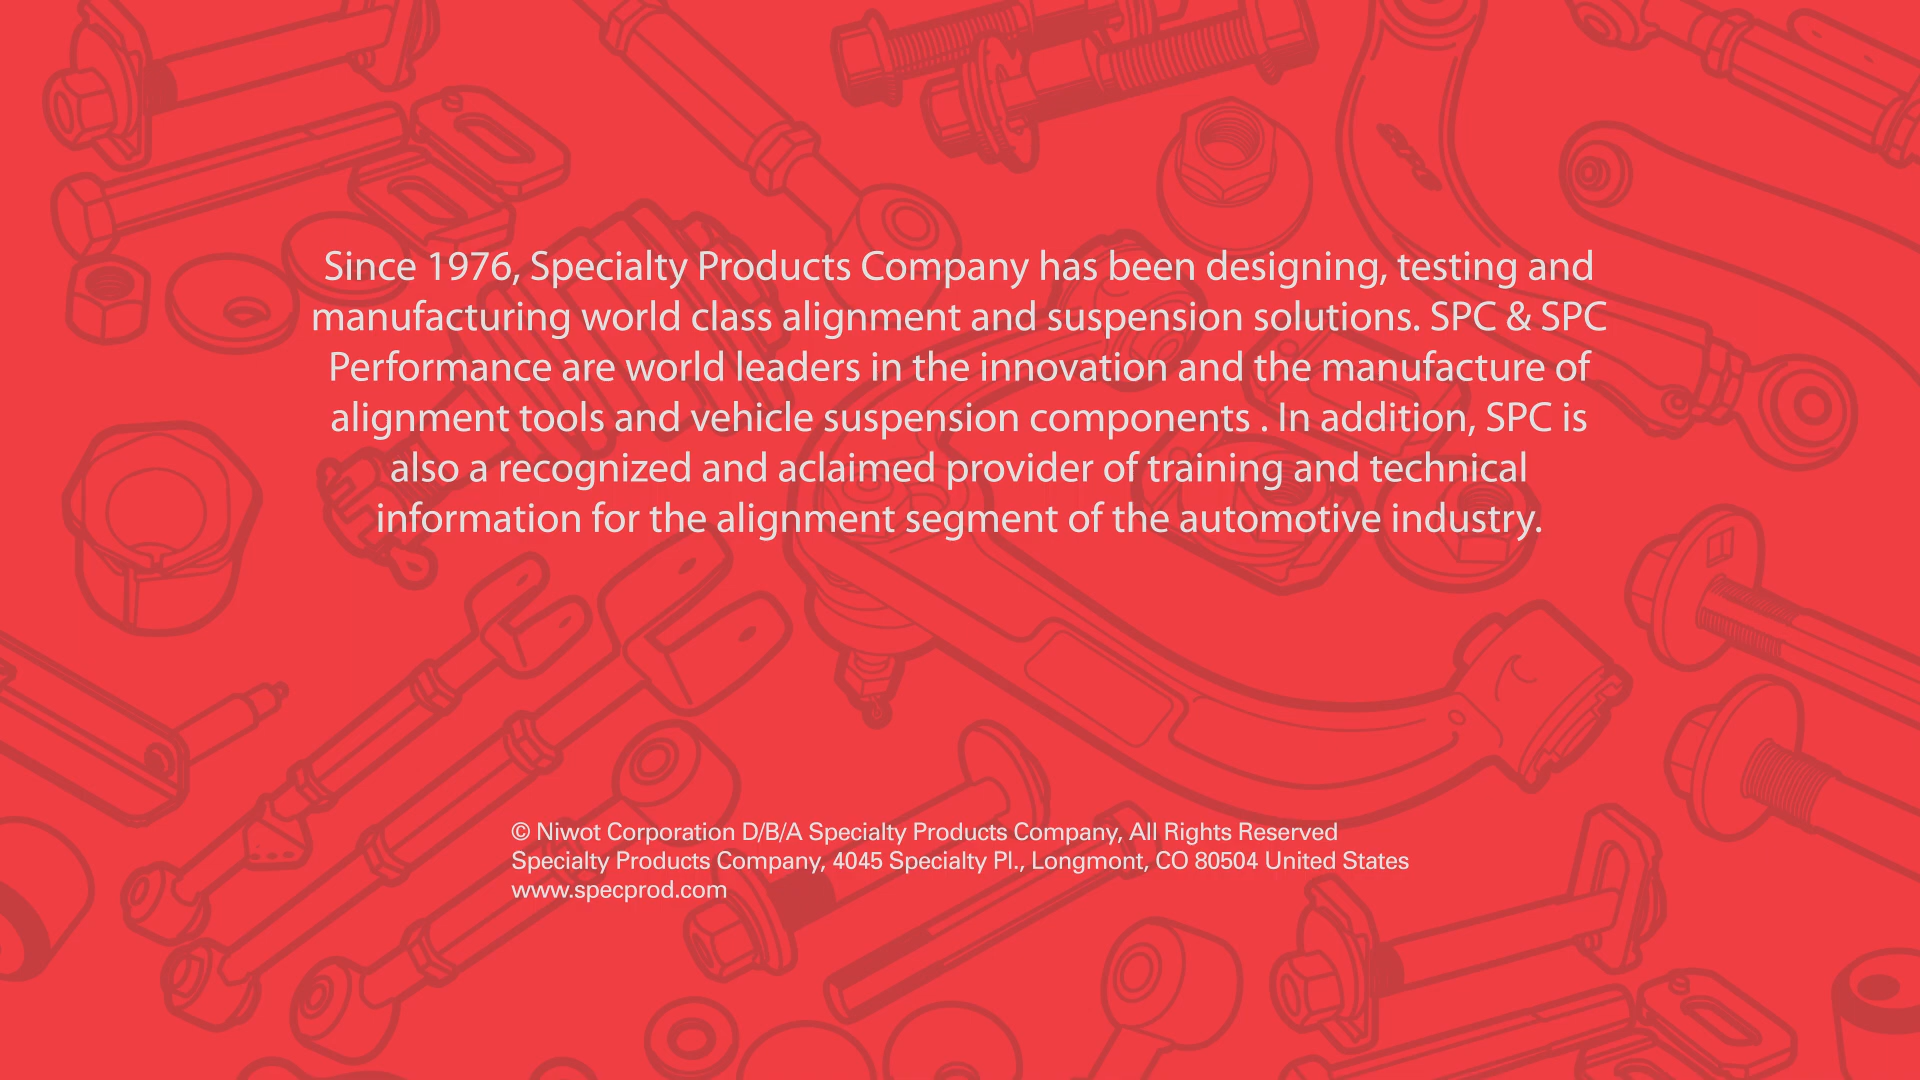 Since 1976, Specialty Products Company has been designing, testing and
manufacturing world class alignment and suspension solutions. SPC & SPC
Performance are world leaders in the innovation and the manufacture of
alignment tools and vehicle suspension components . In addition, SPC is
also a recognized and aclaimed provider of training and technical
information for the alignment segment of the automotive industry.
© Niwot Corporation D/B/A Specialty Products Company, All Rights Reserved
Specialty Products Company, 4045 Specialty Pl., Longmont, CO 80504 United States
www.specprod.com